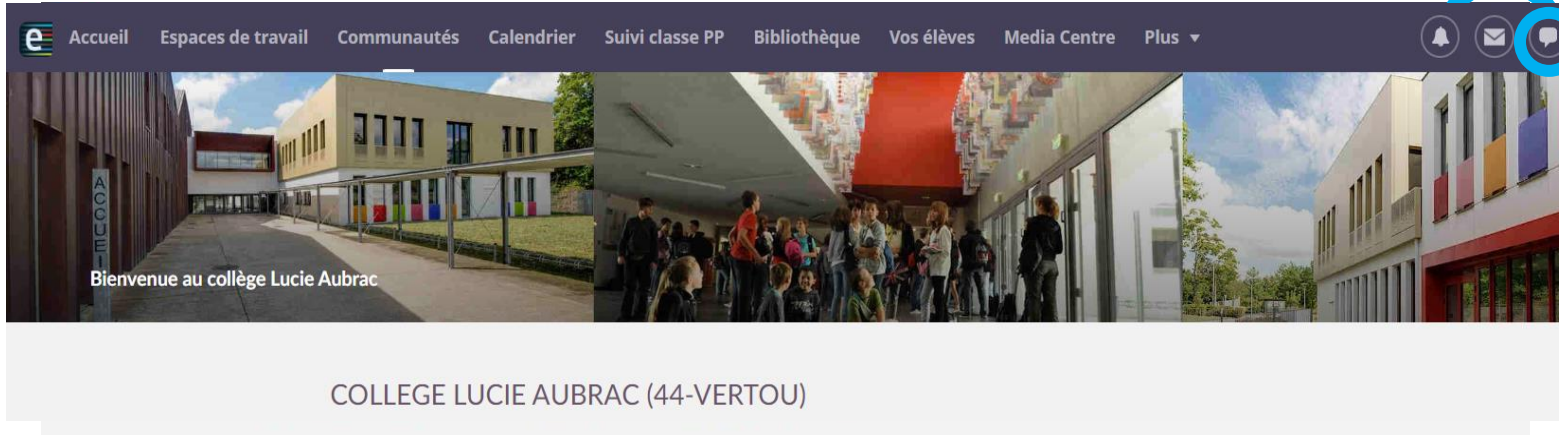 e Accueil Espaces de travail Communautés Calendrier Suivi classe PP Bibliothèque Vos élèves Media Centre Plus
ACCUEI
Bienvenue au collège Lucie Aubrac
COLLEGE LUCIE AUBRAC (44-VERTOU)